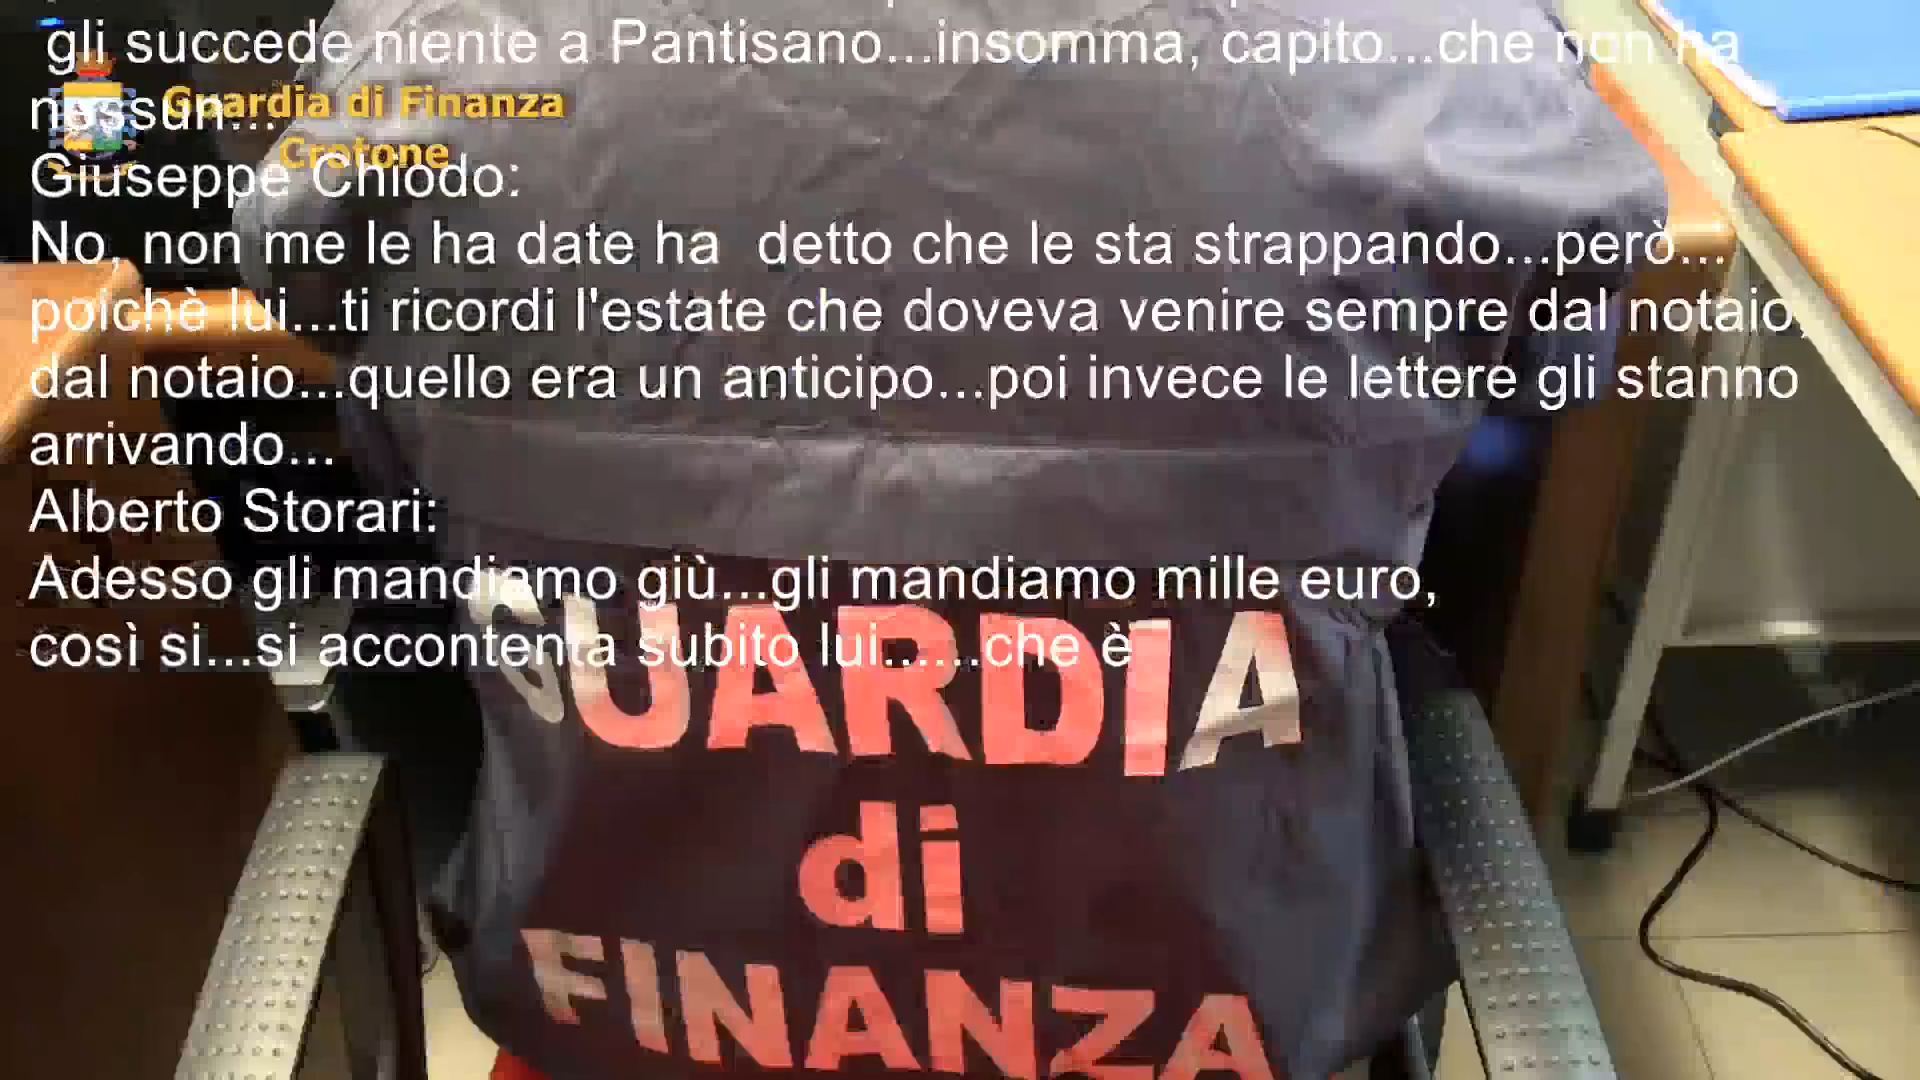 gli succede niente a Pantisano...insomma, capito...che non ha
nessun...
Guardia di Finanza
Crotone
Giuseppe Chiodo:
No, non me le ha date ha detto che le sta strappando...però...
poichè lui...ti ricordi l'estate che doveva venire sempre dal notaio,
dal notaio...quello era un anticipo...poi invece le lettere gli stanno
arrivando...
Alberto Storari:
Adesso gli mandiamo giù...gli mandiamo mille euro,
così si...si accontenta subito lui......che è
GUARDIA
di
FINANZA